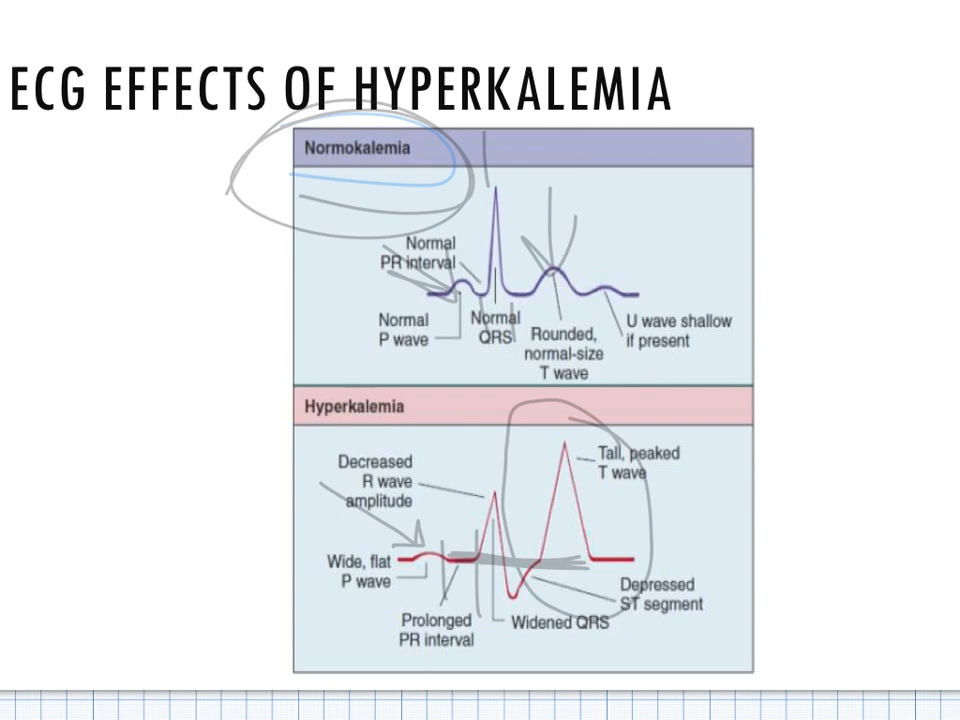 ECG EFFECTS OF HYPERKALEMIA
Normokalemia
Normal
PR interval
Normal
P wave
Normal
QRS
Rounded,
normal-size
T wave
U wave shallow
if present
Hyperkalemia
Decreased
R wave
amplitude
Tall, peaked
T wave
Wide, flat
P wave
Prolonged
PR interval
Widened QRS
Depressed
ST segment